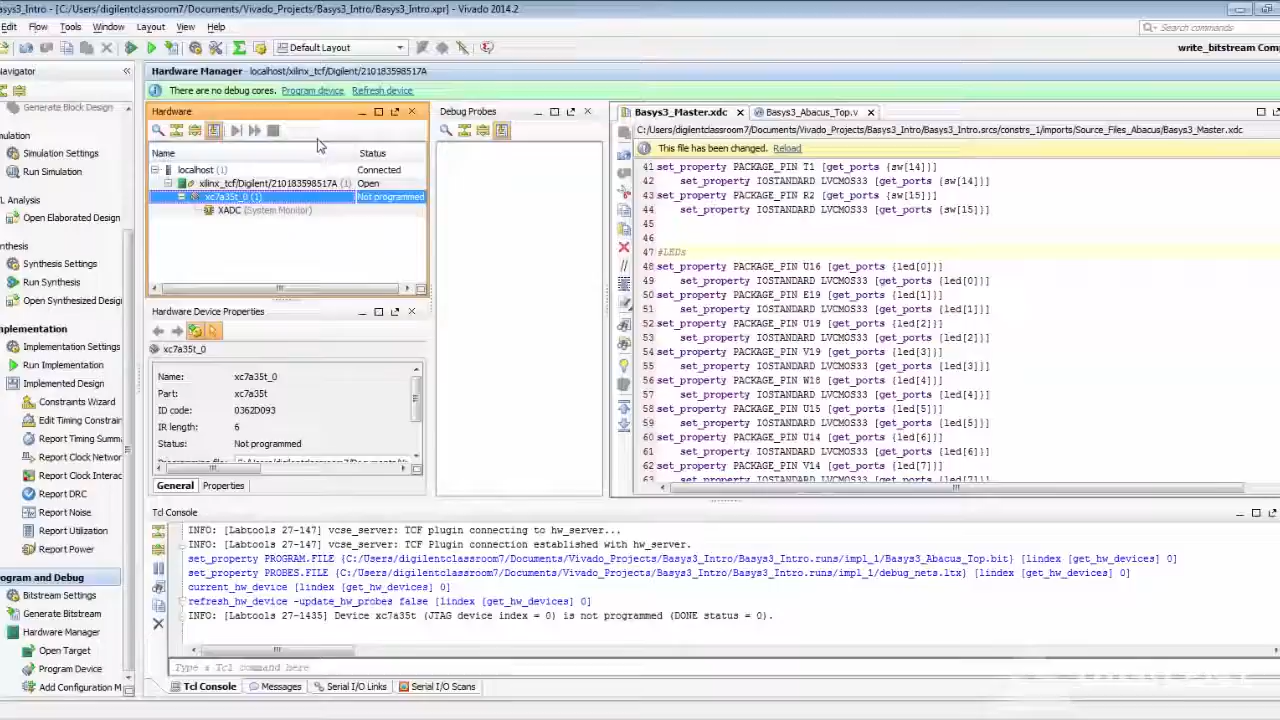 asys3_Intro - [C:/Users/digilentclassroom7/Documents/Vivado_Projects/Basys3_Intro/Basys3_Intro.xpr] - Vivado 2014.2
Edit Flow Tools Window Layout View Help
Search commands
Default Layout
write_bitstream Comp
Navigator
Generate Block Design
mulation
Simulation Settings
Run Simulation
L Analysis
Open Elaborated Design
nthesis
Synthesis Settings
Run Synthesis
Open Synthesized Desig
mplementation
Implementation Settings
Run Implementation
Implemented Design
Constraints Wizard
Edit Timing Constrain
Report Timing Summa
Report Clock Networ
Report Clock Interac
Report DRC
Report Noise
Report Utilization
Report Power
ogram and Debug
Bitstream Settings
Generate Bitstream
Hardware Manager
Open Target
Program Device
Add Configuration M
Hardware Manager - localhost/xilinx_tcf/Digilent/210183598517A
There are no debug cores. Program device Refresh device
Hardware
Name Status
localhost (1) Connected
xilinx_tcf/Digilent/210183598517A (1) Open
xc7a35t_0 (1) Not programmed
XADC (System Monitor)
Hardware Device Properties
xc7a35t_0
Name: xc7a35t_0
Part: xc7a35t
ID code: 0362D093
IR length: 6
Status: Not programmed
General Properties
Debug Probes
Basys3_Master.xdc Basys3_Abacus_Top.v
C:/Users/digilentclassroom7/Documents/Vivado_Projects/Basys3_Intro/Basys3_Intro.srcs/constrs_1/imports/Source_Files_Abacus/Basys3_Master.xdc
This file has been changed. Reload
41 set_property PACKAGE_PIN T1 [get_ports {sw[14]}]
42 set_property IOSTANDARD LVCMOS33 [get_ports {sw[14]}]
43 set_property PACKAGE_PIN R2 [get_ports {sw[15]}]
44 set_property IOSTANDARD LVCMOS33 [get_ports {sw[15]}]
45
46
47 #LEDs
48 set_property PACKAGE_PIN U16 [get_ports {led[0]}]
49 set_property IOSTANDARD LVCMOS33 [get_ports {led[0]}]
50 set_property PACKAGE_PIN E19 [get_ports {led[1]}]
51 set_property IOSTANDARD LVCMOS33 [get_ports {led[1]}]
52 set_property PACKAGE_PIN U19 [get_ports {led[2]}]
53 set_property IOSTANDARD LVCMOS33 [get_ports {led[2]}]
54 set_property PACKAGE_PIN V19 [get_ports {led[3]}]
55 set_property IOSTANDARD LVCMOS33 [get_ports {led[3]}]
56 set_property PACKAGE_PIN W18 [get_ports {led[4]}]
57 set_property IOSTANDARD LVCMOS33 [get_ports {led[4]}]
58 set_property PACKAGE_PIN U15 [get_ports {led[5]}]
59 set_property IOSTANDARD LVCMOS33 [get_ports {led[5]}]
60 set_property PACKAGE_PIN U14 [get_ports {led[6]}]
61 set_property IOSTANDARD LVCMOS33 [get_ports {led[6]}]
62 set_property PACKAGE_PIN V14 [get_ports {led[7]}]
63 set_property IOSTANDARD LVCMOS33 [get_ports {led[7]}]
Tcl Console
INFO: [Labtools 27-147] vcse_server: TCF plugin connecting to hw_server...
INFO: [Labtools 27-147] vcse_server: TCF Plugin connection established with hw_server.
set_property PROGRAM.FILE {C:/Users/digilentclassroom7/Documents/Vivado_Projects/Basys3_Intro/Basys3_Intro.runs/impl_1/Basys3_Abacus_Top.bit} [lindex [get_hw_devices] 0]
set_property PROBES.FILE {C:/Users/digilentclassroom7/Documents/Vivado_Projects/Basys3_Intro/Basys3_Intro.runs/impl_1/debug_nets.ltx} [lindex [get_hw_devices] 0]
current_hw_device [lindex [get_hw_devices] 0]
refresh_hw_device -update_hw_probes false [lindex [get_hw_devices] 0]
INFO: [Labtools 27-1435] Device xc7a35t (JTAG device index = 0) is not programmed (DONE status = 0).
Type a Tcl command here
Tcl Console Messages Serial I/O Links Serial I/O Scans